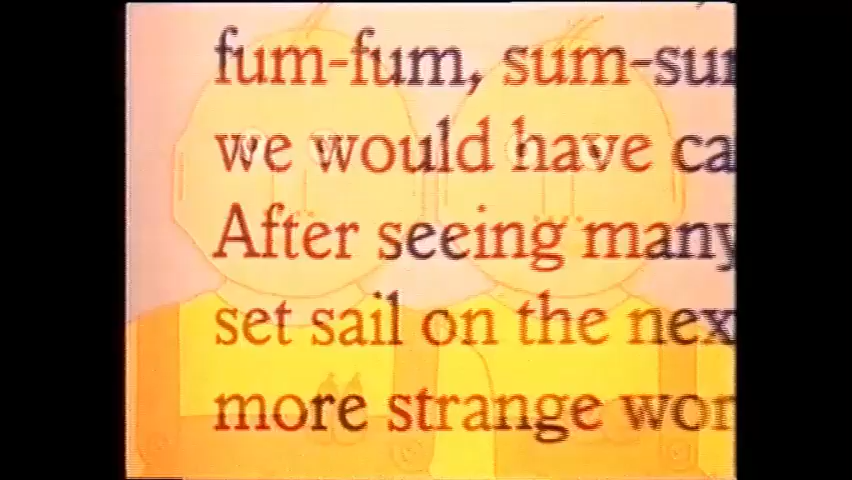 fum-fum, sum-su
we would have ca
After seeing many
set sail on the nex
more strange wor